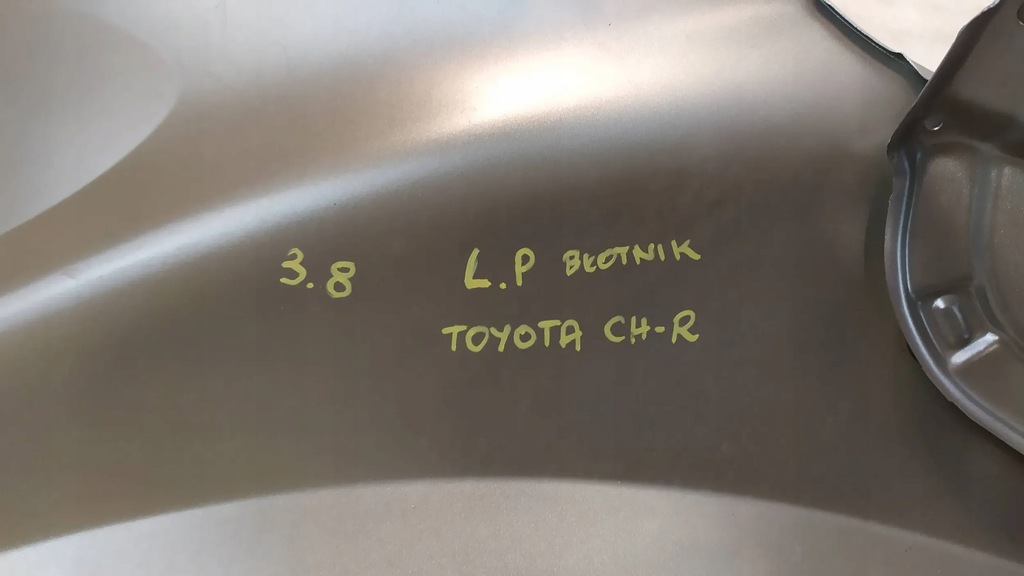 3.8 L.P BŁOTNIK
TOYOTA CH-R